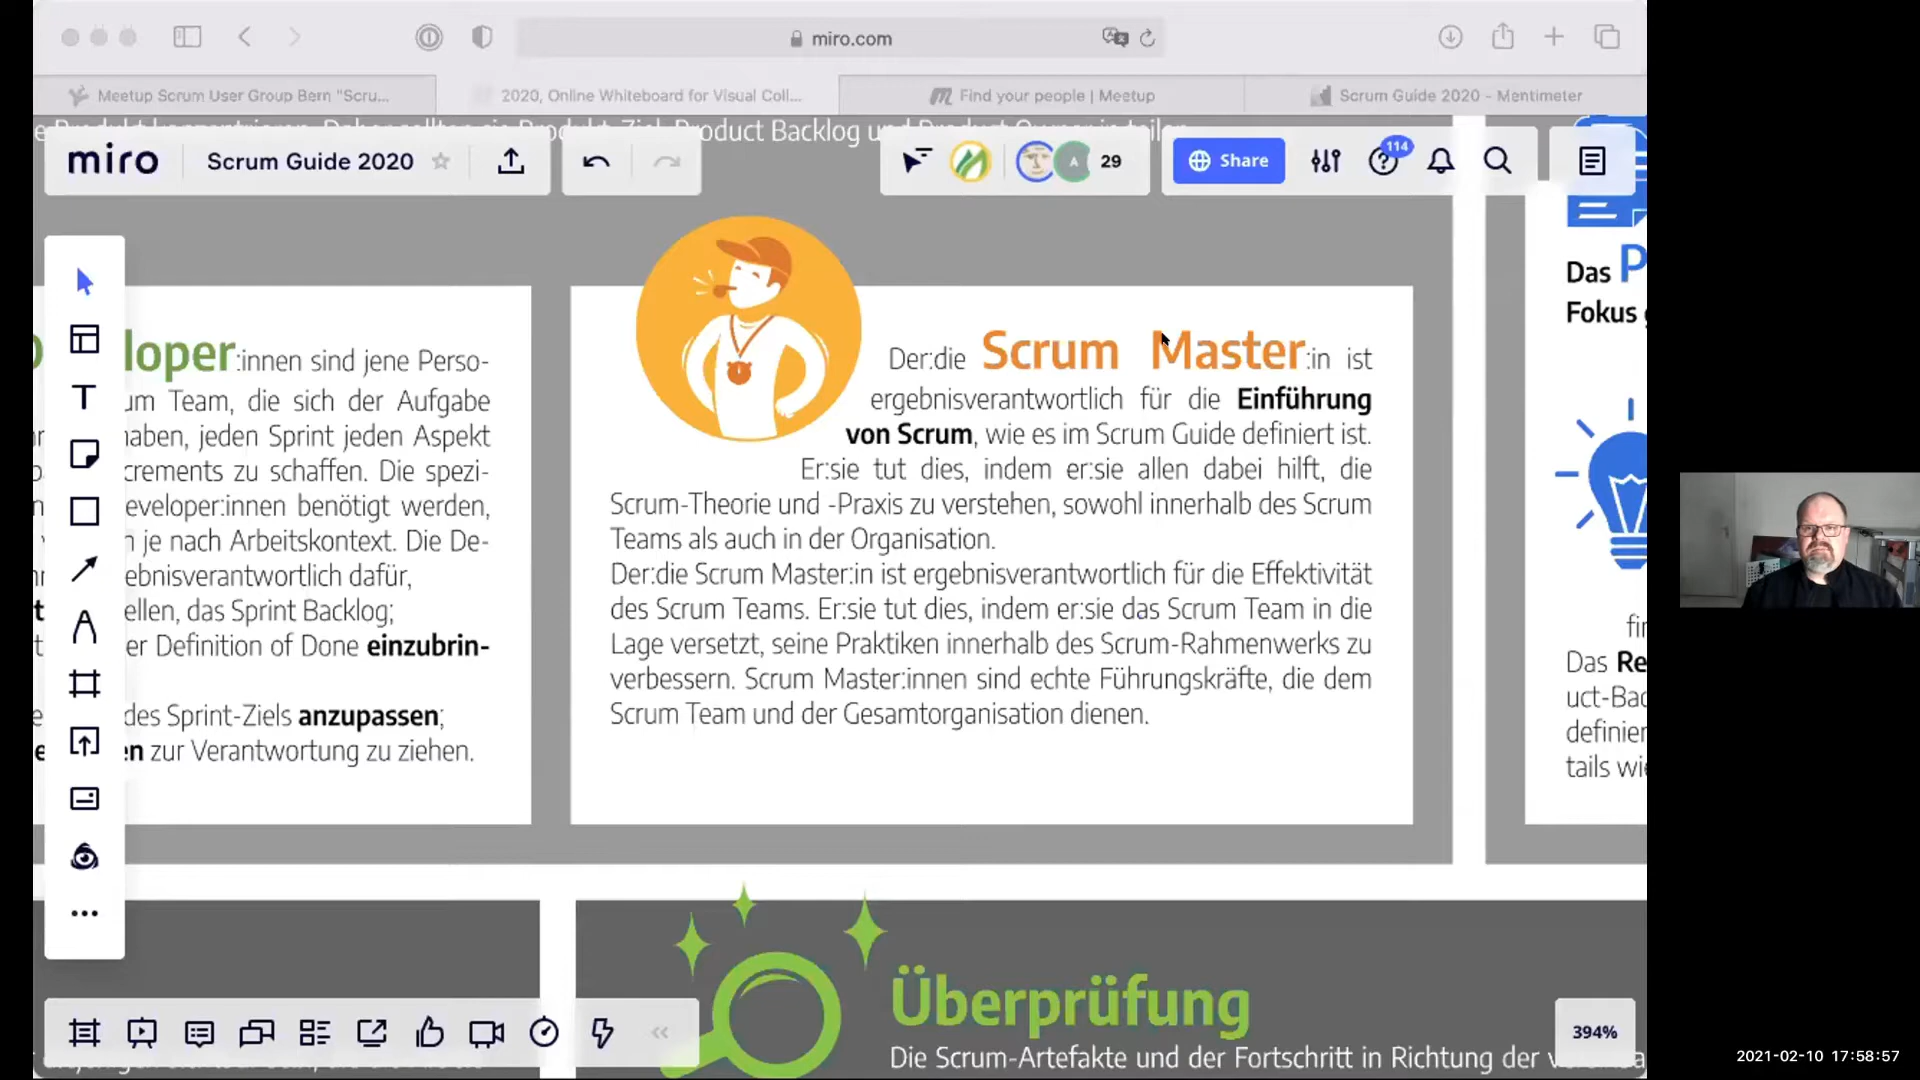 miro.com
Meetup Scrum User Group Bern "Scru...
2020, Online Whiteboard for Visual Coll...
Find your people | Meetup
Scrum Guide 2020 - Mentimeter
Product Backlog
miro
Scrum Guide 2020
A
29
Share
114
loper:innen sind jene Perso-
um Team, die sich der Aufgabe
haben, jeden Sprint jeden Aspekt
crements zu schaffen. Die spezi-
eveloper:innen benötigt werden,
n je nach Arbeitskontext. Die De-
ebnisverantwortlich dafür,
ellen, das Sprint Backlog;
er Definition of Done einzubrin-
des Sprint-Ziels anzupassen;
en zur Verantwortung zu ziehen.
Der:die Scrum Master:in ist
ergebnisverantwortlich für die Einführung
von Scrum, wie es im Scrum Guide definiert ist.
Er:sie tut dies, indem er:sie allen dabei hilft, die
Scrum-Theorie und -Praxis zu verstehen, sowohl innerhalb des Scrum
Teams als auch in der Organisation.
Der:die Scrum Master:in ist ergebnisverantwortlich für die Effektivität
des Scrum Teams. Er:sie tut dies, indem er:sie das Scrum Team in die
Lage versetzt, seine Praktiken innerhalb des Scrum-Rahmenwerks zu
verbessern. Scrum Master:innen sind echte Führungskräfte, die dem
Scrum Team und der Gesamtorganisation dienen.
Das P
Fokus
fir
Das Re
uct-Bac
definier
tails wi
Überprüfung
Die Scrum-Artefakte und der Fortschritt in Richtung der
394%
2021-02-10 17:58:57